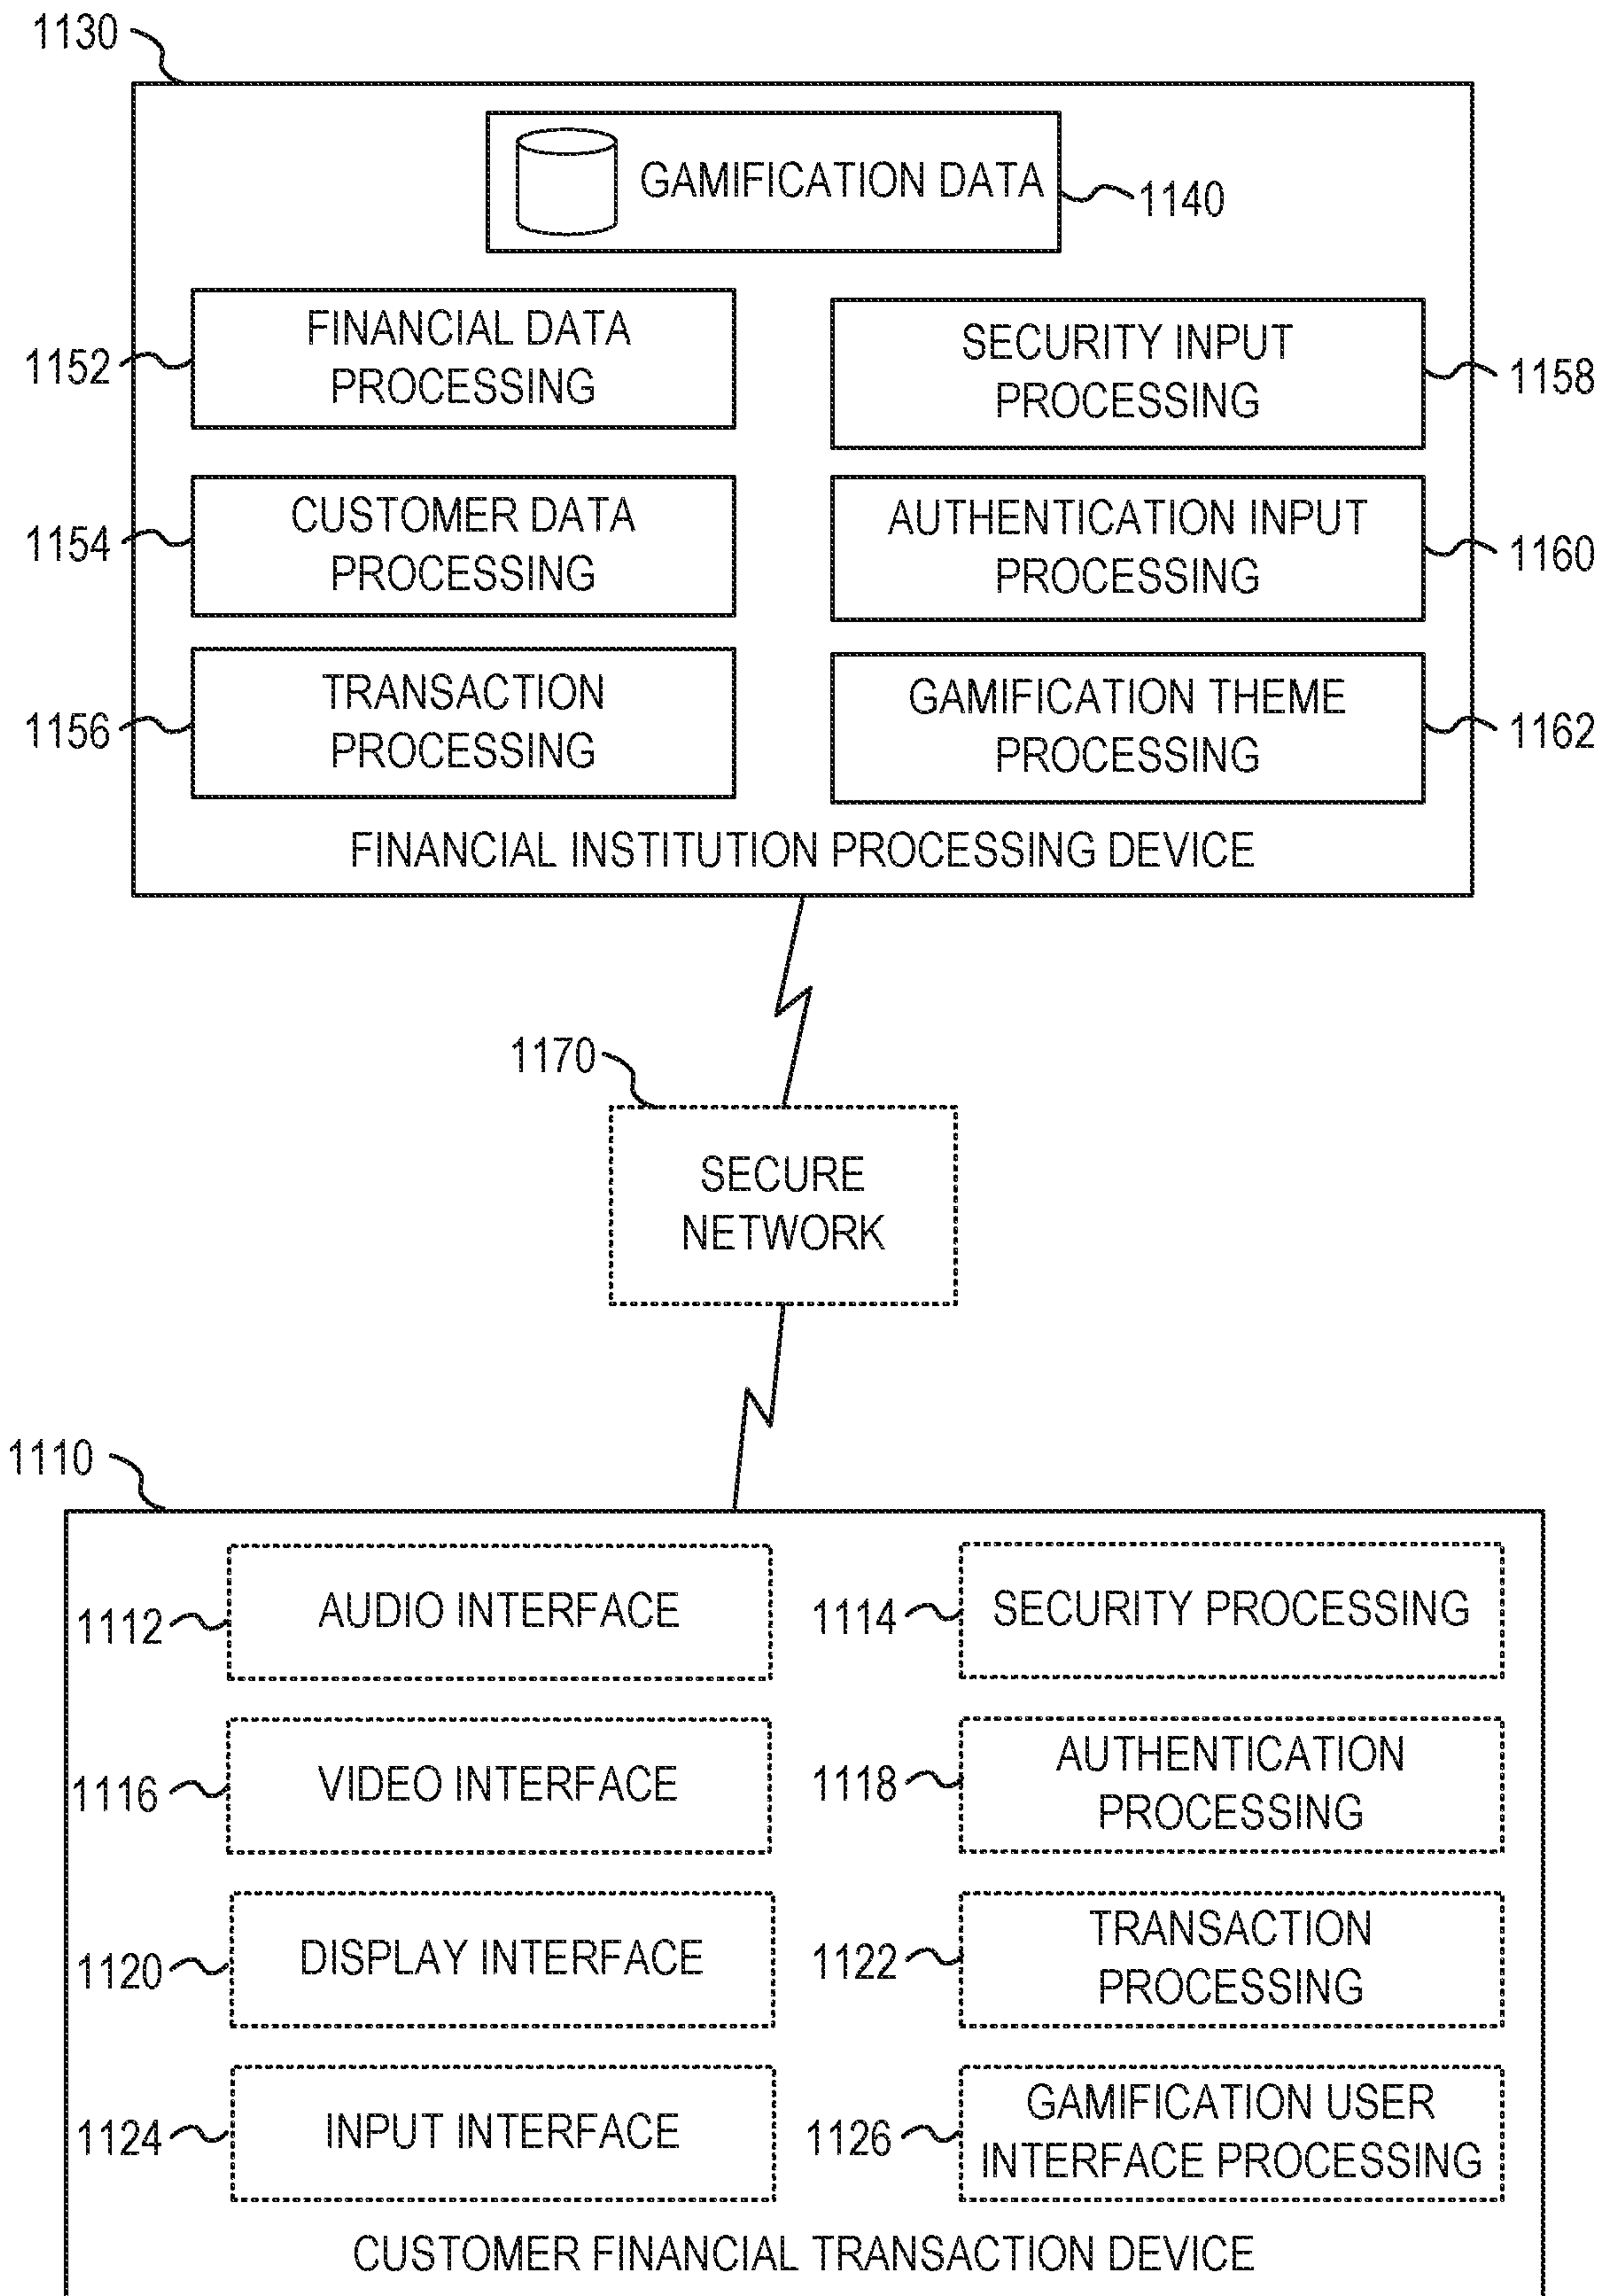 1130
GAMIFICATION DATA
1140
FINANCIAL DATA
PROCESSING
1152
SECURITY INPUT
PROCESSING
1158
CUSTOMER DATA
PROCESSING
1154
AUTHENTICATION INPUT
PROCESSING
1160
TRANSACTION
PROCESSING
1156
GAMIFICATION THEME
PROCESSING
1162
FINANCIAL INSTITUTION PROCESSING DEVICE
1170
SECURE
NETWORK
1110
1112
AUDIO INTERFACE
1114
SECURITY PROCESSING
1116
VIDEO INTERFACE
1118
AUTHENTICATION
PROCESSING
1120
DISPLAY INTERFACE
1122
TRANSACTION
PROCESSING
1124
INPUT INTERFACE
1126
GAMIFICATION USER
INTERFACE PROCESSING
CUSTOMER FINANCIAL TRANSACTION DEVICE